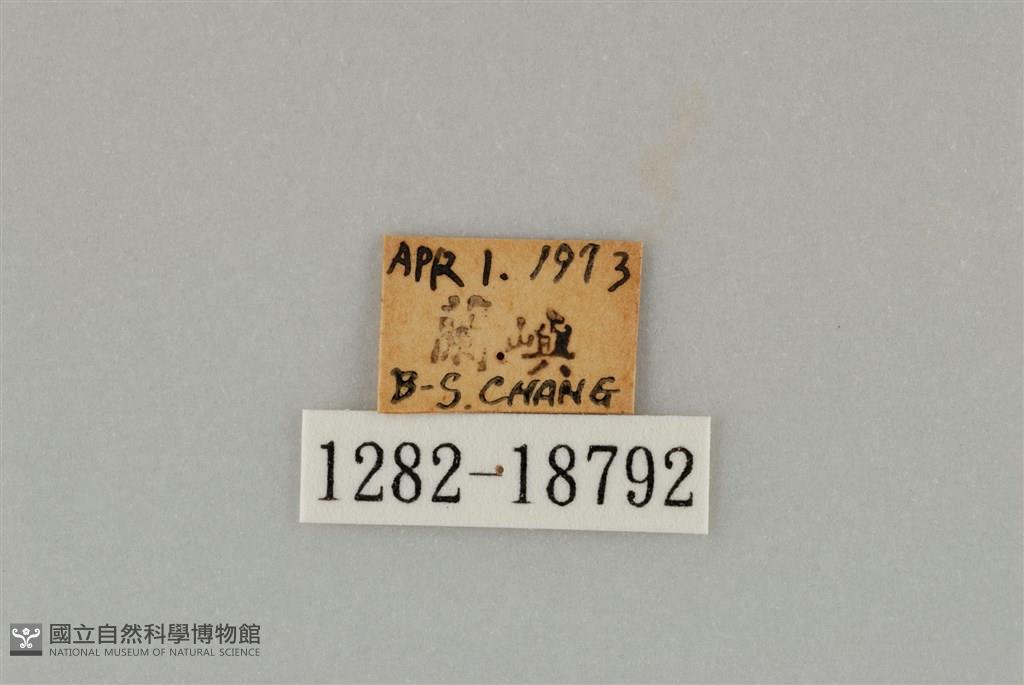 APR 1. 1973
蘭嶼
B-S. CHANG
1282-18792
國立自然科學博物館
NATIONAL MUSEUM OF NATURAL SCIENCE